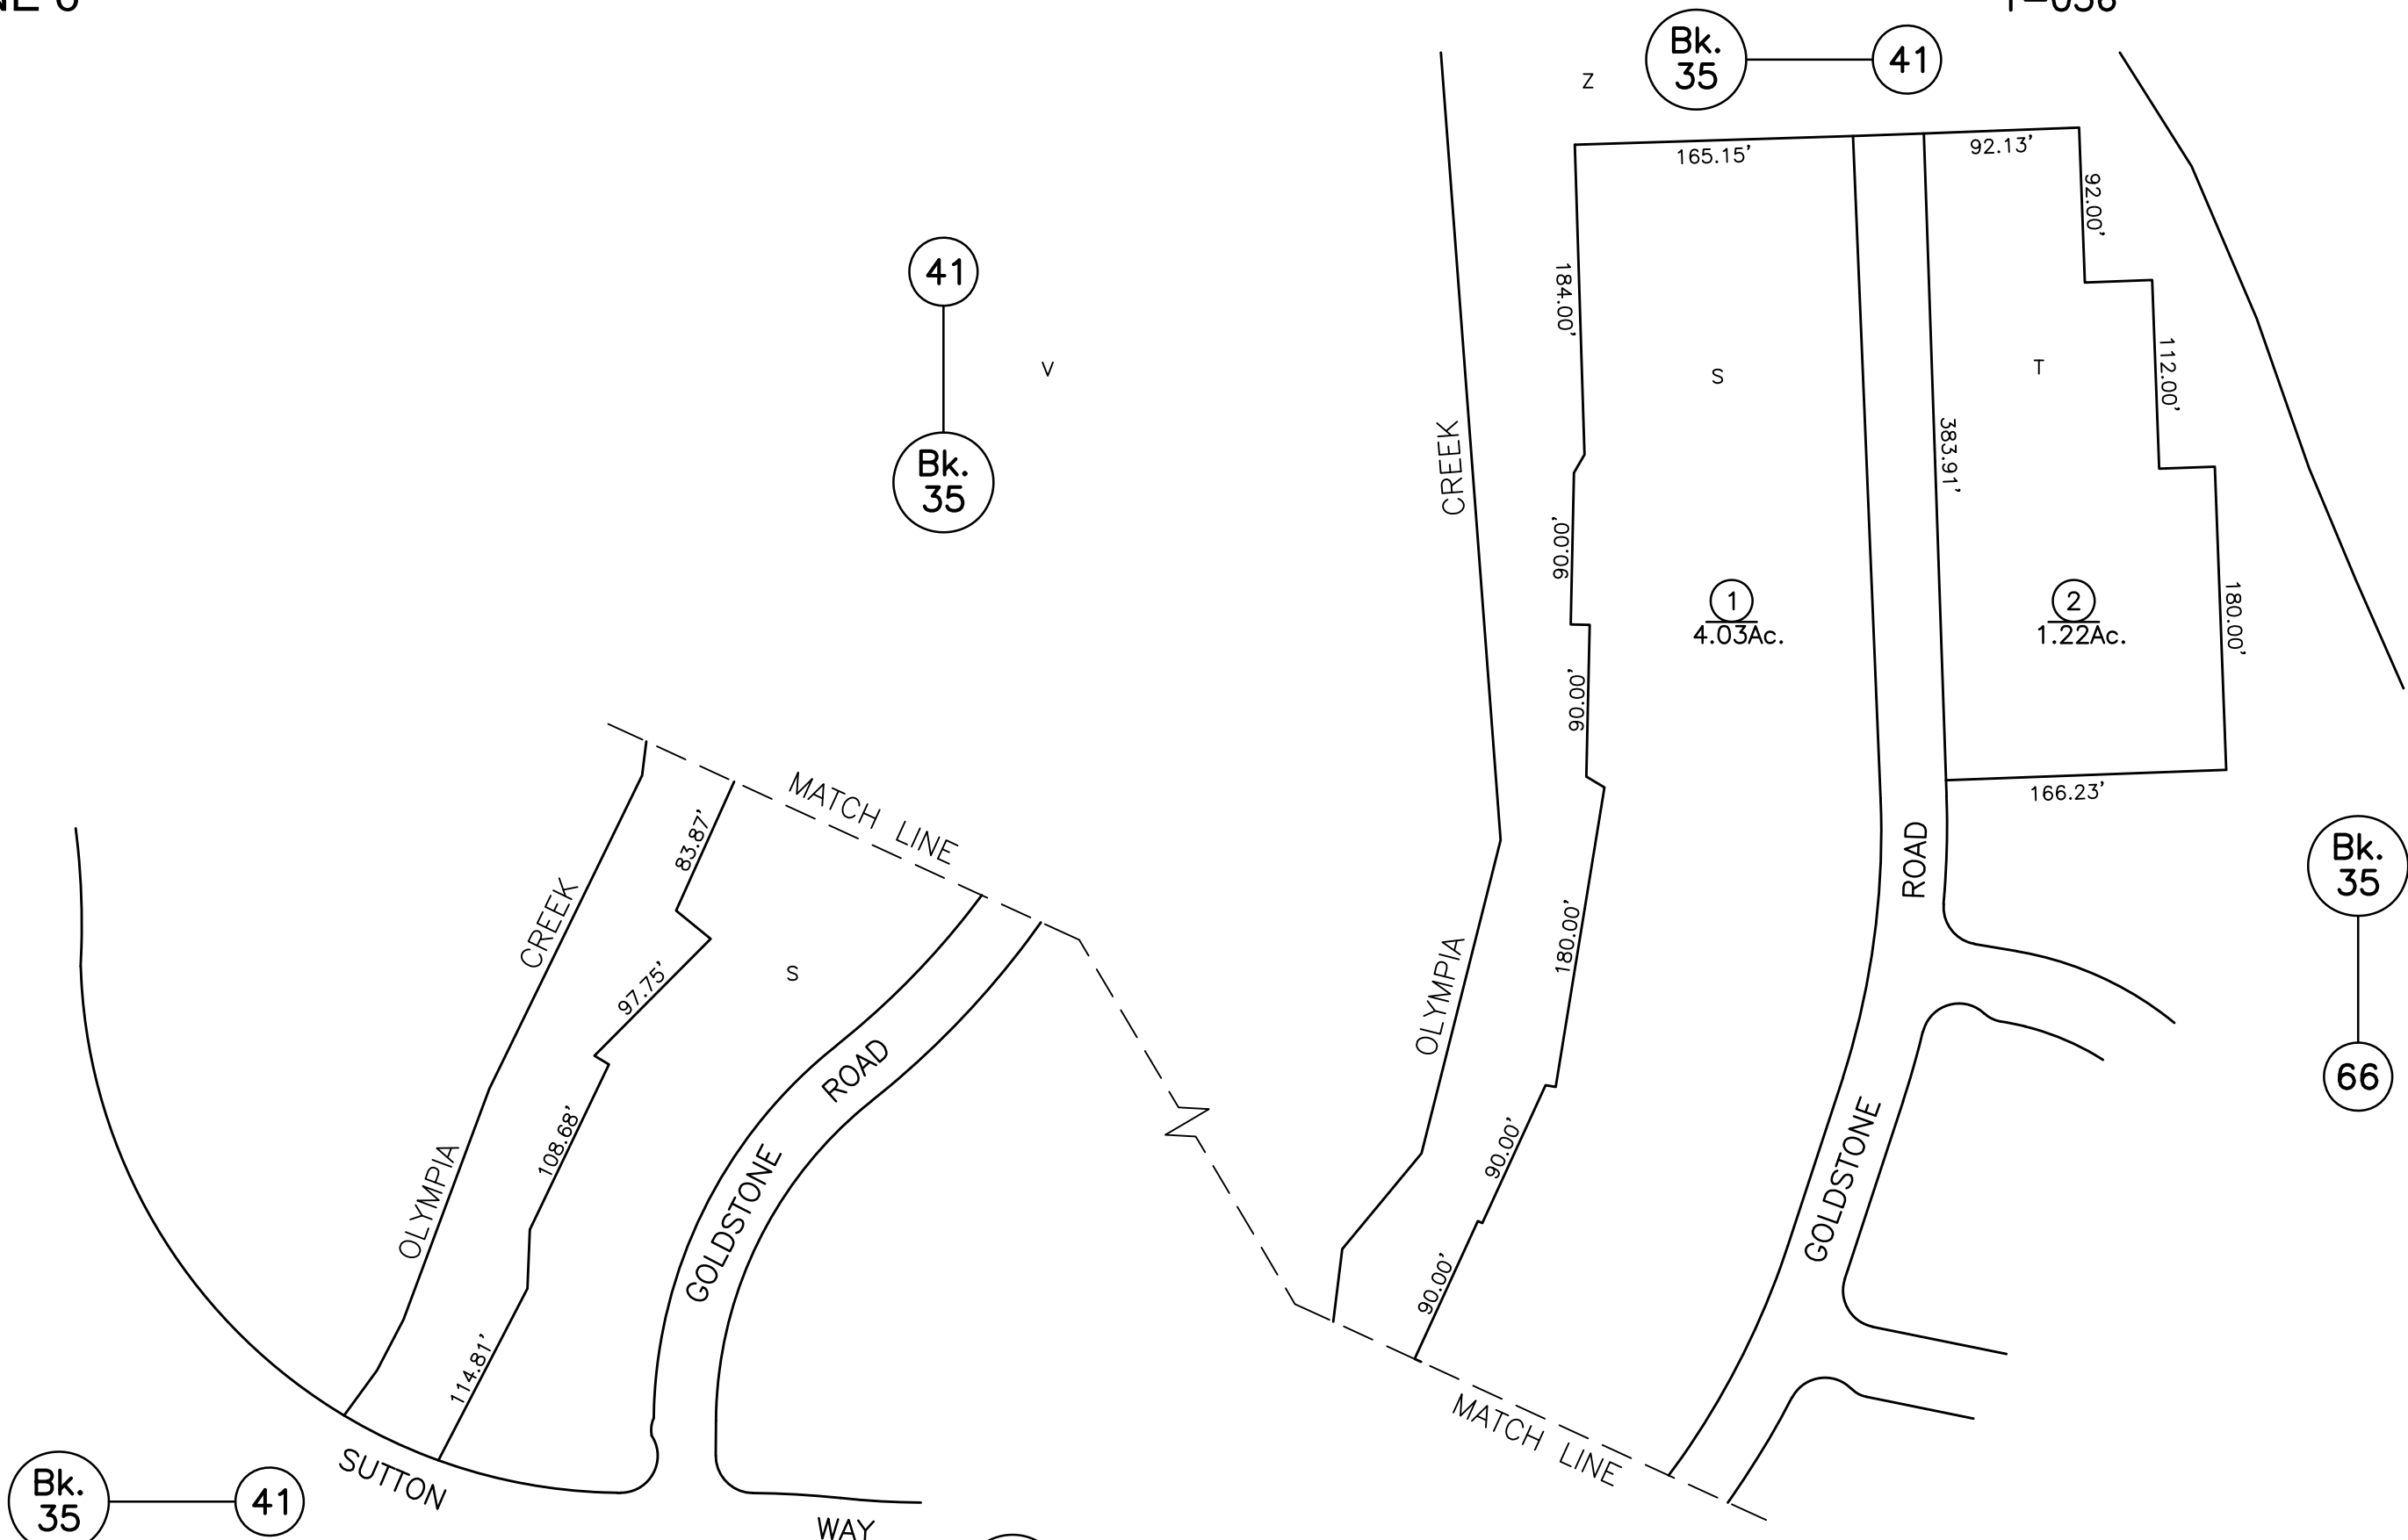 Bk.
35
41
Z
165.15'
92.13'
92.00'
184.00'
112.00'
S
T
383.91'
41
V
Bk.
35
CREEK
90.00'
90.00'
1
4.03Ac.
2
1.22Ac.
180.00'
166.23'
MATCH LINE
83.87'
CREEK
97.75'
S
ROAD
108.68'
OLYMPIA
GOLDSTONE
114.81'
SUTTON
WAY
Bk.
35
41
ROAD
180.00'
OLYMPIA
90.00'
GOLDSTONE
90.00'
MATCH LINE
Bk.
35
66